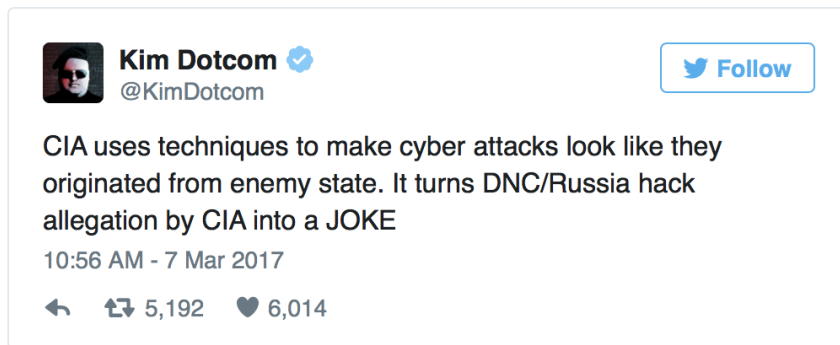 Kim Dotcom
@KimDotcom
Follow
CIA uses techniques to make cyber attacks look like they
originated from enemy state. It turns DNC/Russia hack
allegation by CIA into a JOKE
10:56 AM - 7 Mar 2017
5,192 6,014